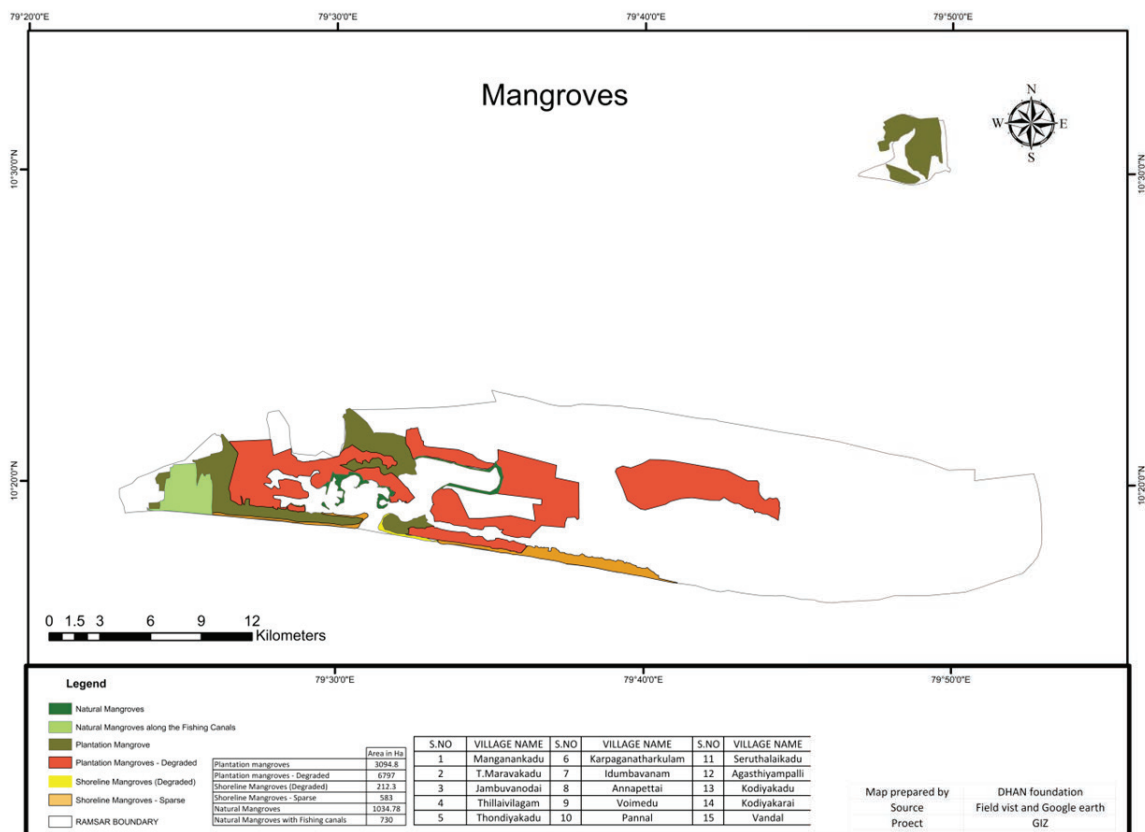 79°20'0"E 79°30'0"E 79°40'0"E 79°50'0"E
Mangroves
N
W E
S
10°30'0"N 10°30'0"N
10°20'0"N 10°20'0"N
0 1.5 3 6 9 12
Kilometers
79°30'0"E 79°40'0"E 79°50'0"E
Legend
Natural Mangroves
Natural Mangroves along the Fishing Canals
Plantation Mangrove
Plantation Mangroves - Degraded
Shoreline Mangroves (Degraded)
Shoreline Mangroves - Sparse
RAMSAR BOUNDARY
Area in Ha
Plantation mangroves 3094.8
Plantation mangroves - Degraded 6797
Shoreline Mangroves (Degraded) 212.3
Shoreline Mangroves - Sparse 583
Natural Mangroves 1034.78
Natural Mangroves with Fishing canals 730
S.NO VILLAGE NAME S.NO VILLAGE NAME S.NO VILLAGE NAME
1 Manganankadu 6 Karpaganatharkulam 11 Seruthalaikadu
2 T.Maravakadu 7 Idumbavanam 12 Agasthiyampalli
3 Jambuvanodai 8 Annapettai 13 Kodiyakadu
4 Thillaivilagam 9 Voimedu 14 Kodiyakarai
5 Thondiyakadu 10 Pannal 15 Vandal
Map prepared by DHAN foundation
Source Field vist and Google earth
Proect GIZ